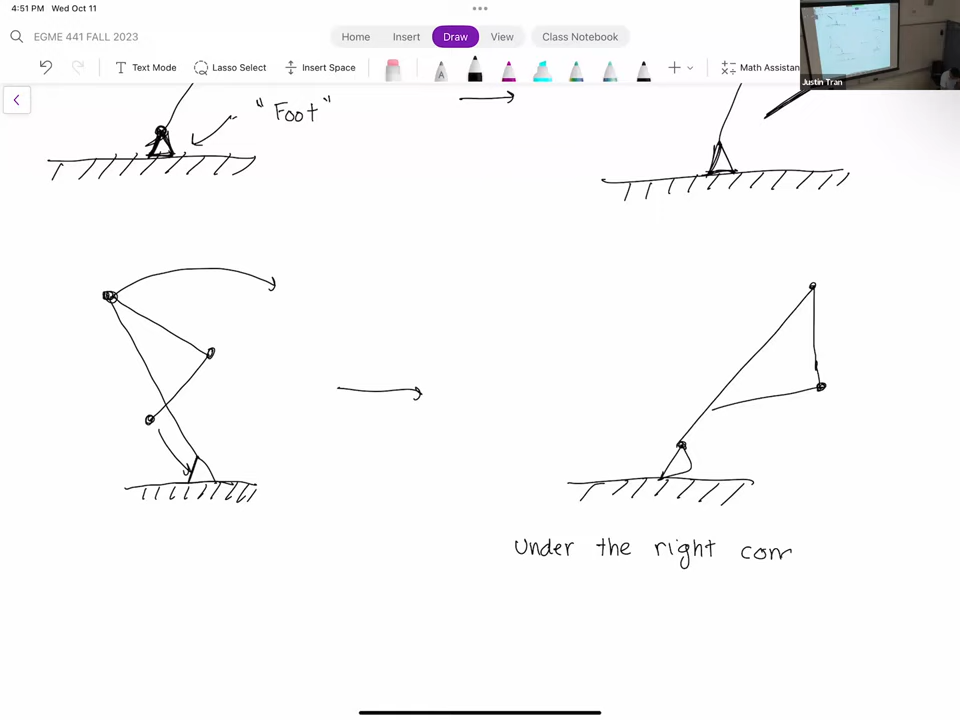 4:51 PM Wed Oct 11
EGME 441 FALL 2023
Home Insert Draw View Class Notebook
Text Mode Lasso Select Insert Space Math Assistan
Justin Tran
"Foot"
Under the right com